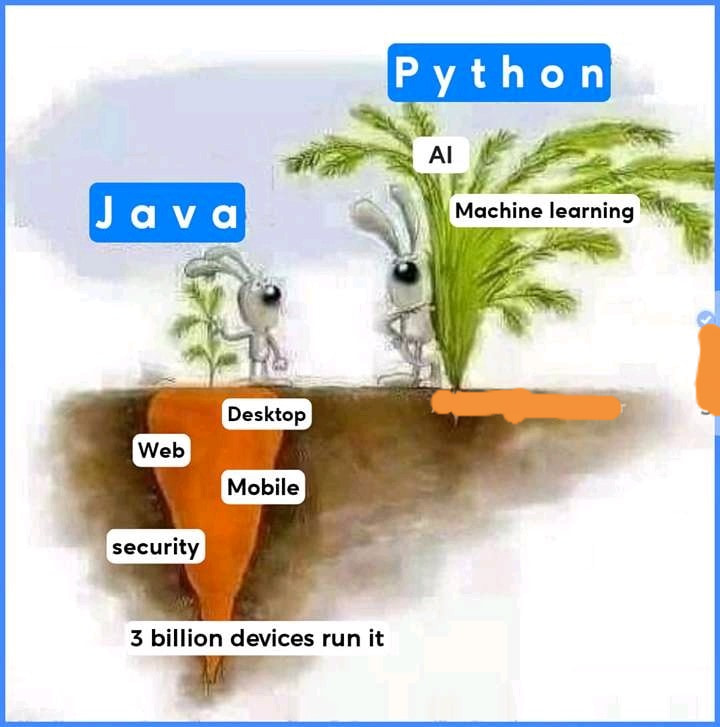 Python
AI
Machine learning
Java
Desktop
Web
Mobile
security
3 billion devices run it